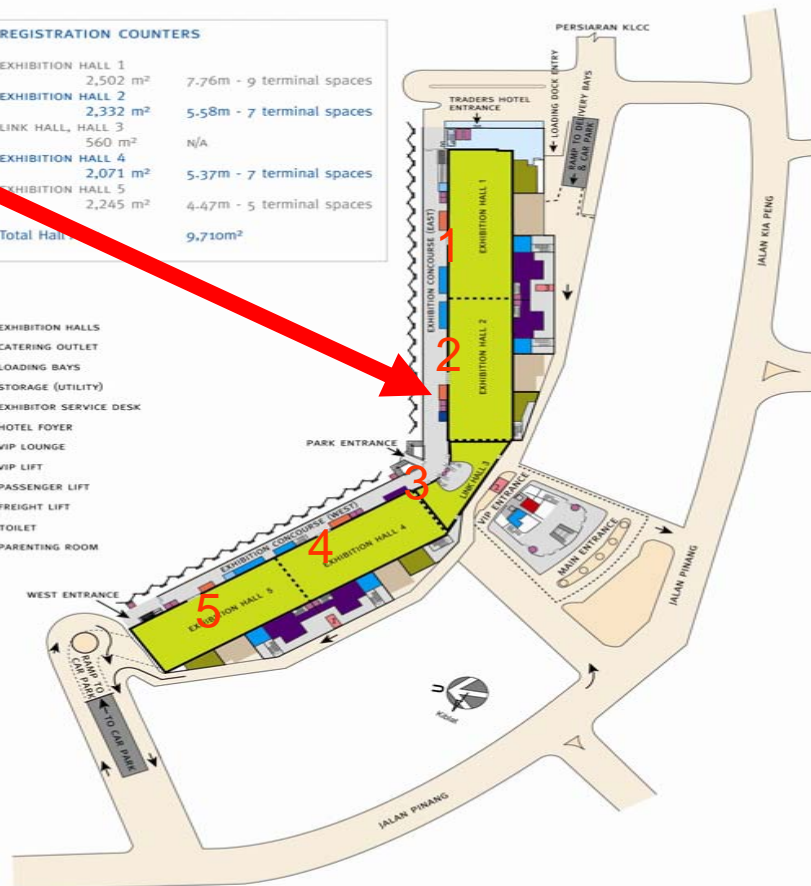 REGISTRATION COUNTERS
EXHIBITION HALL 1
2,502 m² 7.76m - 9 terminal spaces
EXHIBITION HALL 2
2,332 m² 5.58m - 7 terminal spaces
LINK HALL, HALL 3
560 m² N/A
EXHIBITION HALL 4
2,071 m² 5.37m - 7 terminal spaces
EXHIBITION HALL 5
2,245 m² 4.47m - 5 terminal spaces
Total Hall 9,710m²
EXHIBITION HALLS
CATERING OUTLET
LOADING BAYS
STORAGE (UTILITY)
EXHIBITOR SERVICE DESK
HOTEL FOYER
VIP LOUNGE
VIP LIFT
PASSENGER LIFT
FREIGHT LIFT
TOILET
PARENTING ROOM
PERSIARAN KLCC
TRADERS HOTEL
ENTRANCE
LOADING DOCK ENTRY
RAMP TO DELIVERY BAYS
& CAR PARK
JALAN KIA PENG
EXHIBITION CONCOURSE (EAST)
EXHIBITION HALL 1
1
EXHIBITION HALL 2
2
PARK ENTRANCE
3
LINK HALL 3
VIP ENTRANCE
MAIN ENTRANCE
EXHIBITION CONCOURSE (WEST)
EXHIBITION HALL 4
4
EXHIBITION HALL 5
5
WEST ENTRANCE
RAMP TO
CAR PARK
TO CAR PARK
U
Kiblat
JALAN PINANG
JALAN PINANG